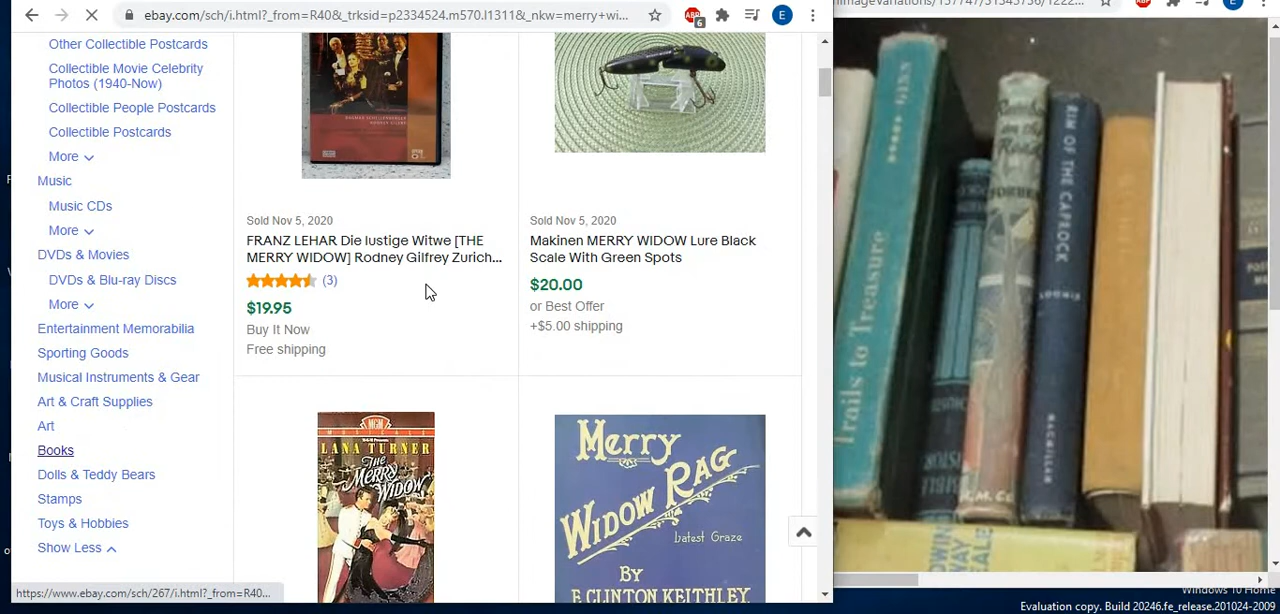 ebay.com/sch/i.html?_from=R40&_trksid=p2334524.m570.l1311&_nkw=merry+wi...
ABP
6
E
Other Collectible Postcards
Collectible Movie Celebrity
Photos (1940-Now)
Collectible People Postcards
Collectible Postcards
More
Music
Music CDs
More
DVDs & Movies
DVDs & Blu-ray Discs
More
Entertainment Memorabilia
Sporting Goods
Musical Instruments & Gear
Art & Craft Supplies
Art
Books
Dolls & Teddy Bears
Stamps
Toys & Hobbies
Show Less
https://www.ebay.com/sch/267/i.html?_from=R40...
Sold Nov 5, 2020
FRANZ LEHAR Die lustige Witwe [THE
MERRY WIDOW] Rodney Gilfrey Zurich...
(3)
$19.95
Buy It Now
Free shipping
Sold Nov 5, 2020
Makinen MERRY WIDOW Lure Black
Scale With Green Spots
$20.00
or Best Offer
+$5.00 shipping
MGM
LANA TURNER
The
Merry
Widow
Merry
Widow Rag
Latest Graze
BY
E. CLINTON KEITHLEY
Trails to Treasure
RIM OF THE CAPROCK
LOOMIS
MACMILLAN
Windows 10 Home
Evaluation copy. Build 20246.fe_release.201024-2009